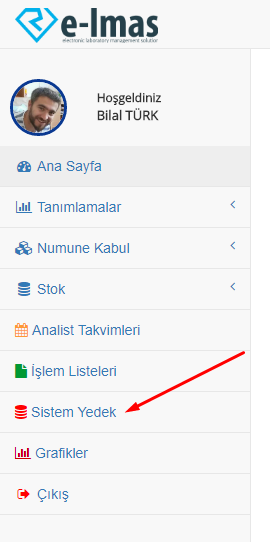 e-lmas
electronic laboratory management solution
Hoşgeldiniz
Bilal TÜRK
Ana Sayfa
Tanımlamalar
Numune Kabul
Stok
Analist Takvimleri
İşlem Listeleri
Sistem Yedek
Grafikler
Çıkış